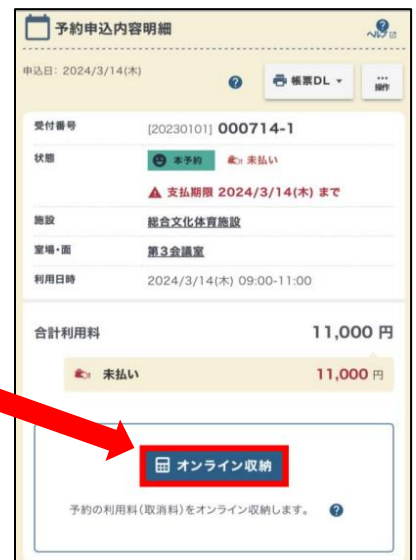 予約申込内容明細
ヘルプ
申込日: 2024/3/14(木)
帳票DL
操作
受付番号 [20230101] 000714-1
状態 本予約 未払い
支払期限 2024/3/14(木) まで
施設 総合文化体育施設
室場・面 第3会議室
利用日時 2024/3/14(木) 09:00-11:00
合計利用料 11,000 円
未払い 11,000 円
オンライン収納
予約の利用料(取消料)をオンライン収納します。